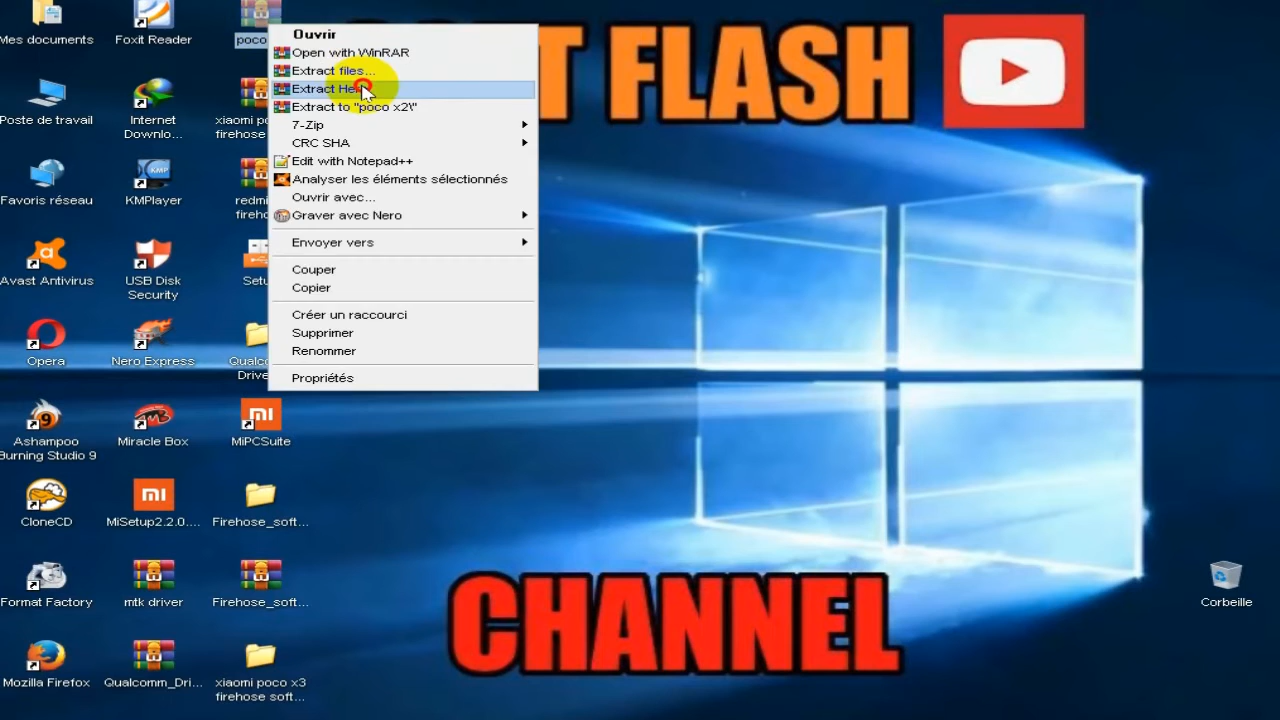 Mes documents
Foxit Reader
poco
T FLASH
Ouvrir
Open with WinRAR
Extract files...
Extract He
Extract to "poco x2\"
7-Zip
CRC SHA
Edit with Notepad++
Analyser les éléments sélectionnés
Ouvrir avec...
Graver avec Nero
Envoyer vers
Couper
Copier
Créer un raccourci
Supprimer
Renommer
Propriétés
Poste de travail
Internet
Downlo...
xiaomi poco
firehose
Favoris réseau
KMPlayer
redmi
fireho
Avast Antivirus
USB Disk
Security
Setu
Opera
Nero Express
Qualco
Drive
Ashampoo
Burning Studio 9
Miracle Box
MiPCSuite
CloneCD
MiSetup2.2.0....
Firehose_soft...
Format Factory
mtk driver
Firehose_soft...
Mozilla Firefox
Qualcomm_Dri...
xiaomi poco x3
firehose soft...
CHANNEL
Corbeille